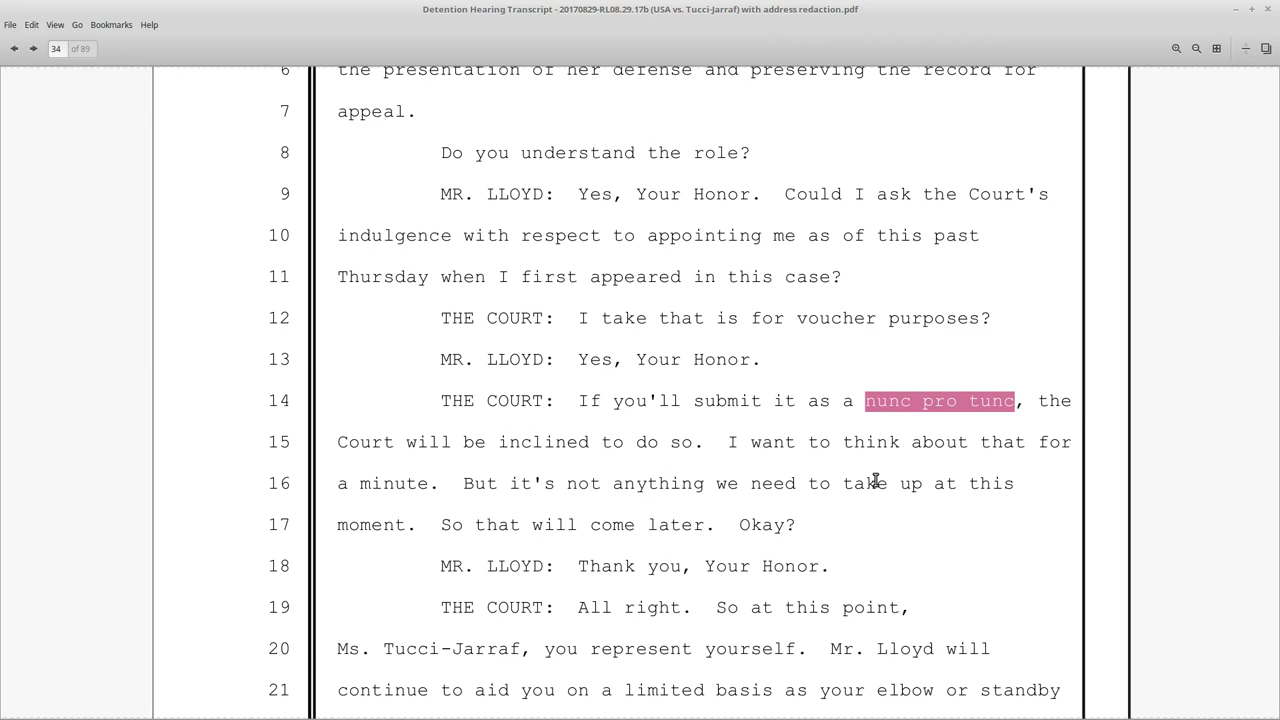 Detention Hearing Transcript - 20170829-RL08.29.17b (USA vs. Tucci-Jarraf) with address redaction.pdf
File Edit View Go Bookmarks Help
34 of 89
6 the presentation of her defense and preserving the record for
7 appeal.
8 Do you understand the role?
9 MR. LLOYD: Yes, Your Honor. Could I ask the Court's
10 indulgence with respect to appointing me as of this past
11 Thursday when I first appeared in this case?
12 THE COURT: I take that is for voucher purposes?
13 MR. LLOYD: Yes, Your Honor.
14 THE COURT: If you'll submit it as a nunc pro tunc, the
15 Court will be inclined to do so. I want to think about that for
16 a minute. But it's not anything we need to take up at this
17 moment. So that will come later. Okay?
18 MR. LLOYD: Thank you, Your Honor.
19 THE COURT: All right. So at this point,
20 Ms. Tucci-Jarraf, you represent yourself. Mr. Lloyd will
21 continue to aid you on a limited basis as your elbow or standby